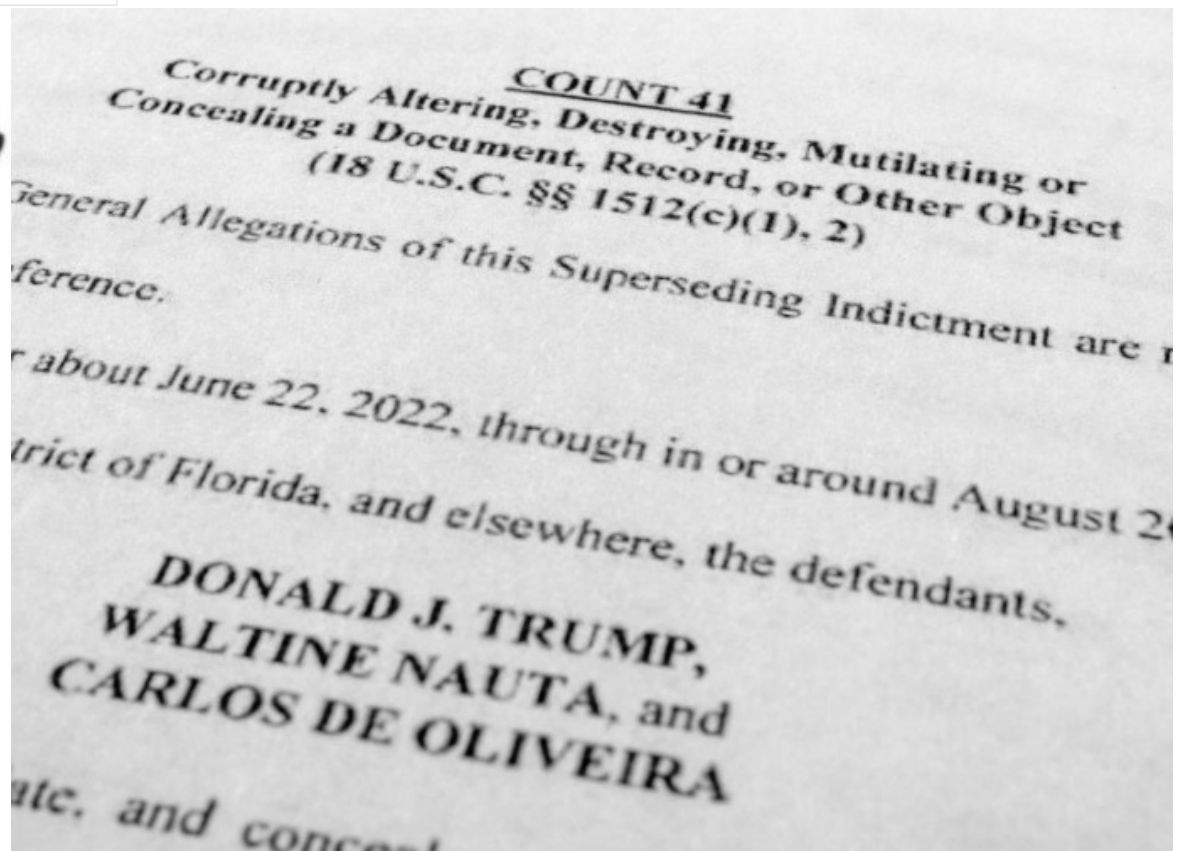 COUNT 41
Corruptly Altering, Destroying, Mutilating or
Concealing a Document, Record, or Other Object
(18 U.S.C. §§ 1512(c)(1), 2)
General Allegations of this Superseding Indictment are
ference.
about June 22, 2022, through in or around August
trict of Florida, and elsewhere, the defendants,
DONALD J. TRUMP,
WALTINE NAUTA, and
CARLOS DE OLIVEIRA
ate, and conceal